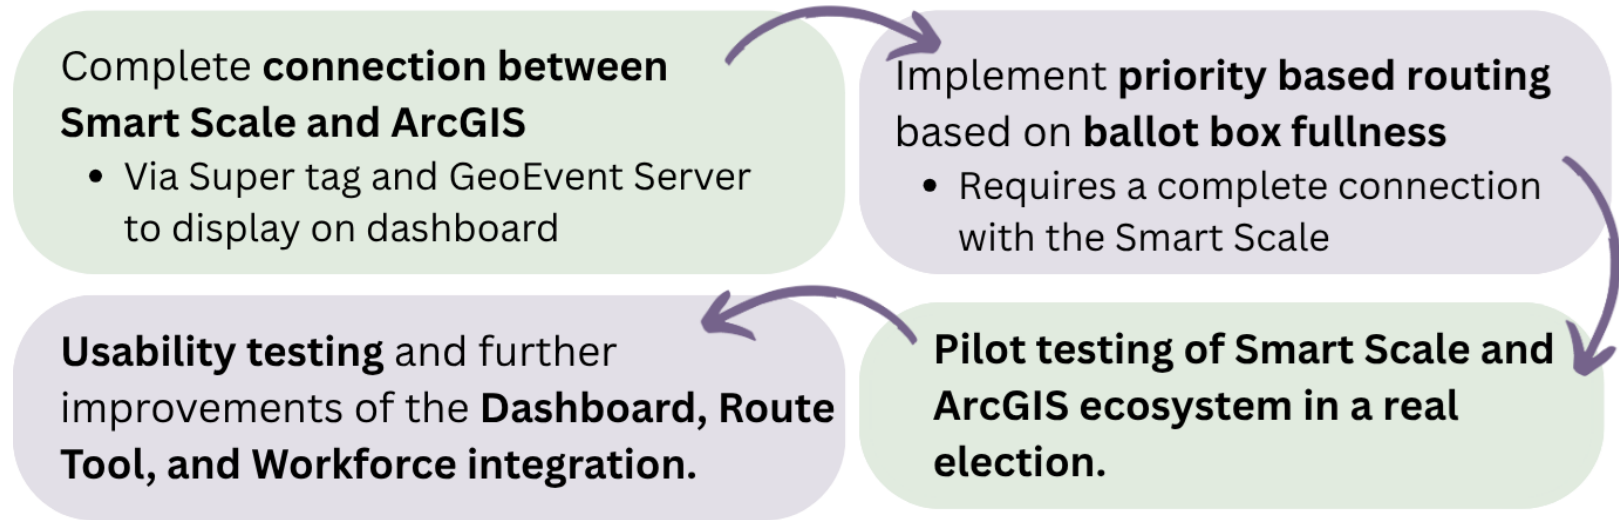 Complete connection between
Smart Scale and ArcGIS
• Via Super tag and GeoEvent Server
to display on dashboard
Implement priority based routing
based on ballot box fullness
• Requires a complete connection
with the Smart Scale
Pilot testing of Smart Scale and
ArcGIS ecosystem in a real
election.
Usability testing and further
improvements of the Dashboard, Route
Tool, and Workforce integration.